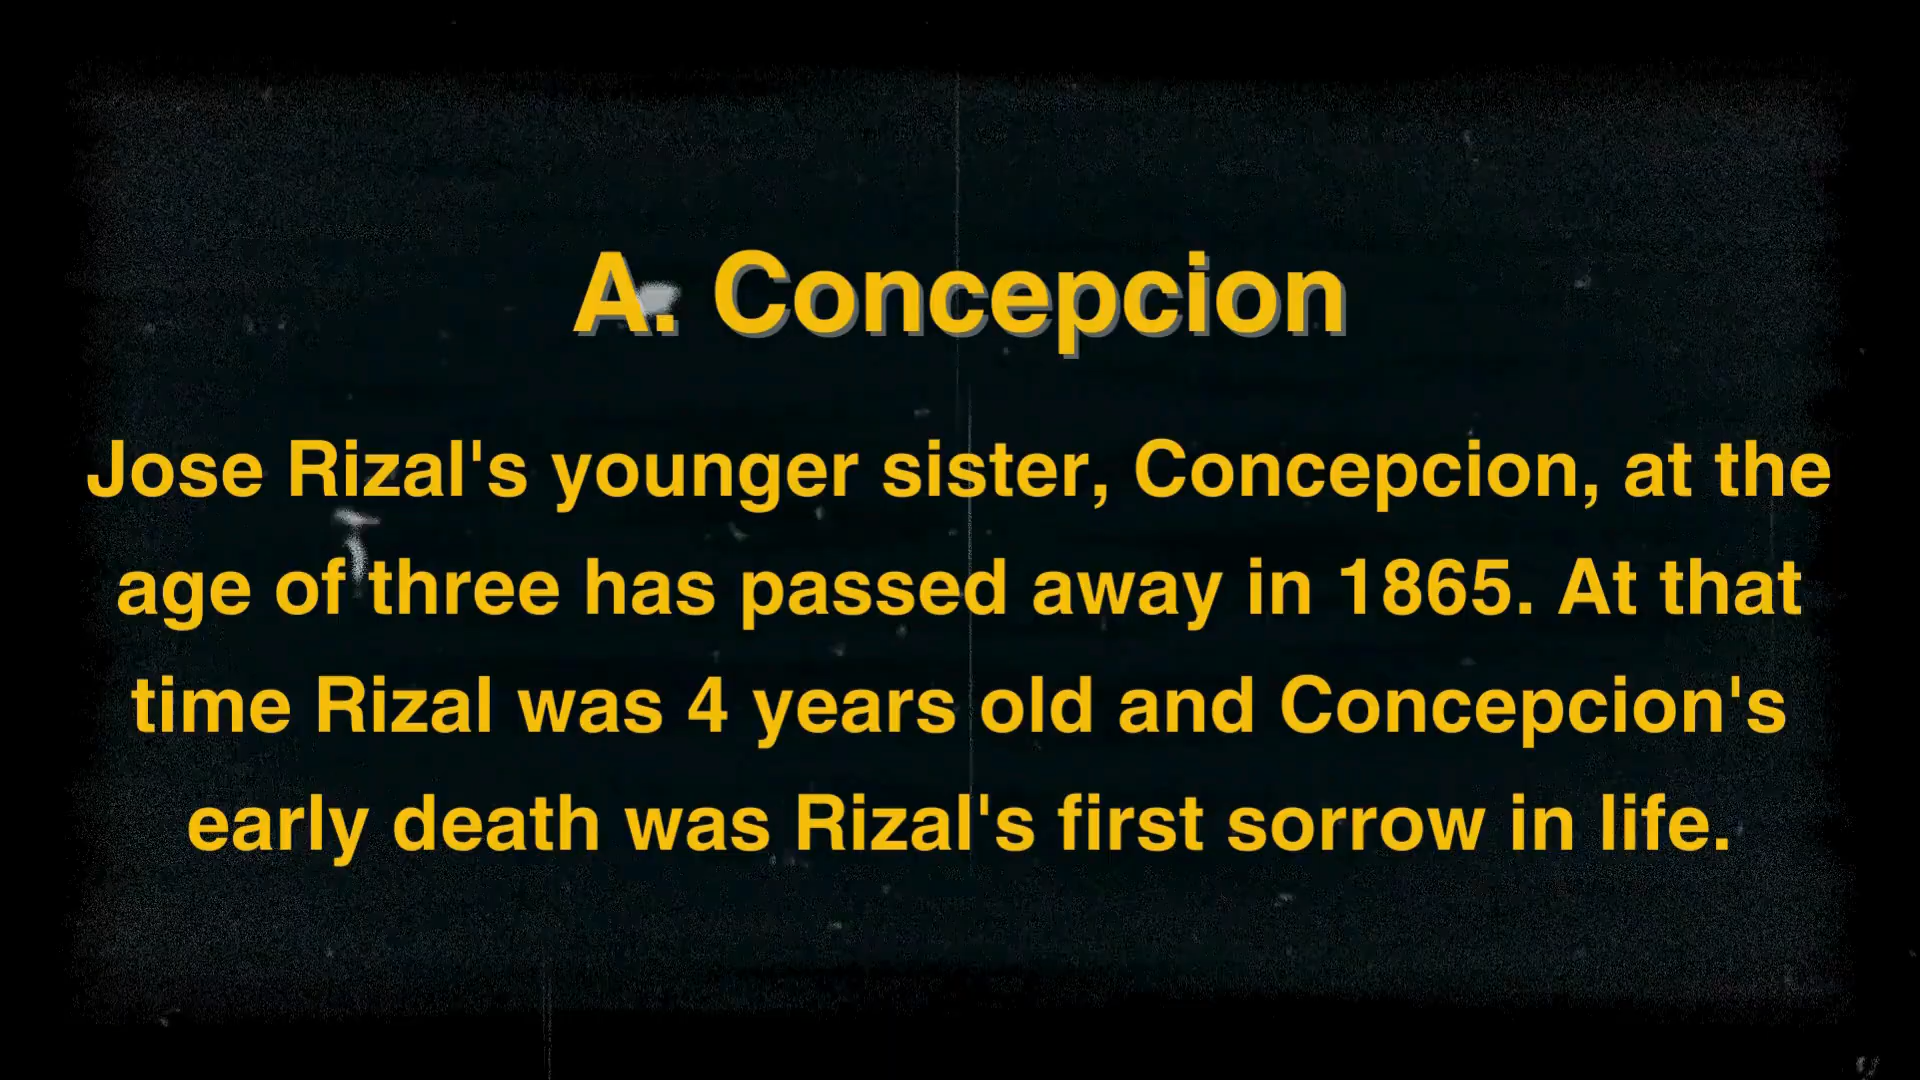 A. Concepcion
Jose Rizal's younger sister, Concepcion, at the
age of three has passed away in 1865. At that
time Rizal was 4 years old and Concepcion's
early death was Rizal's first sorrow in life.